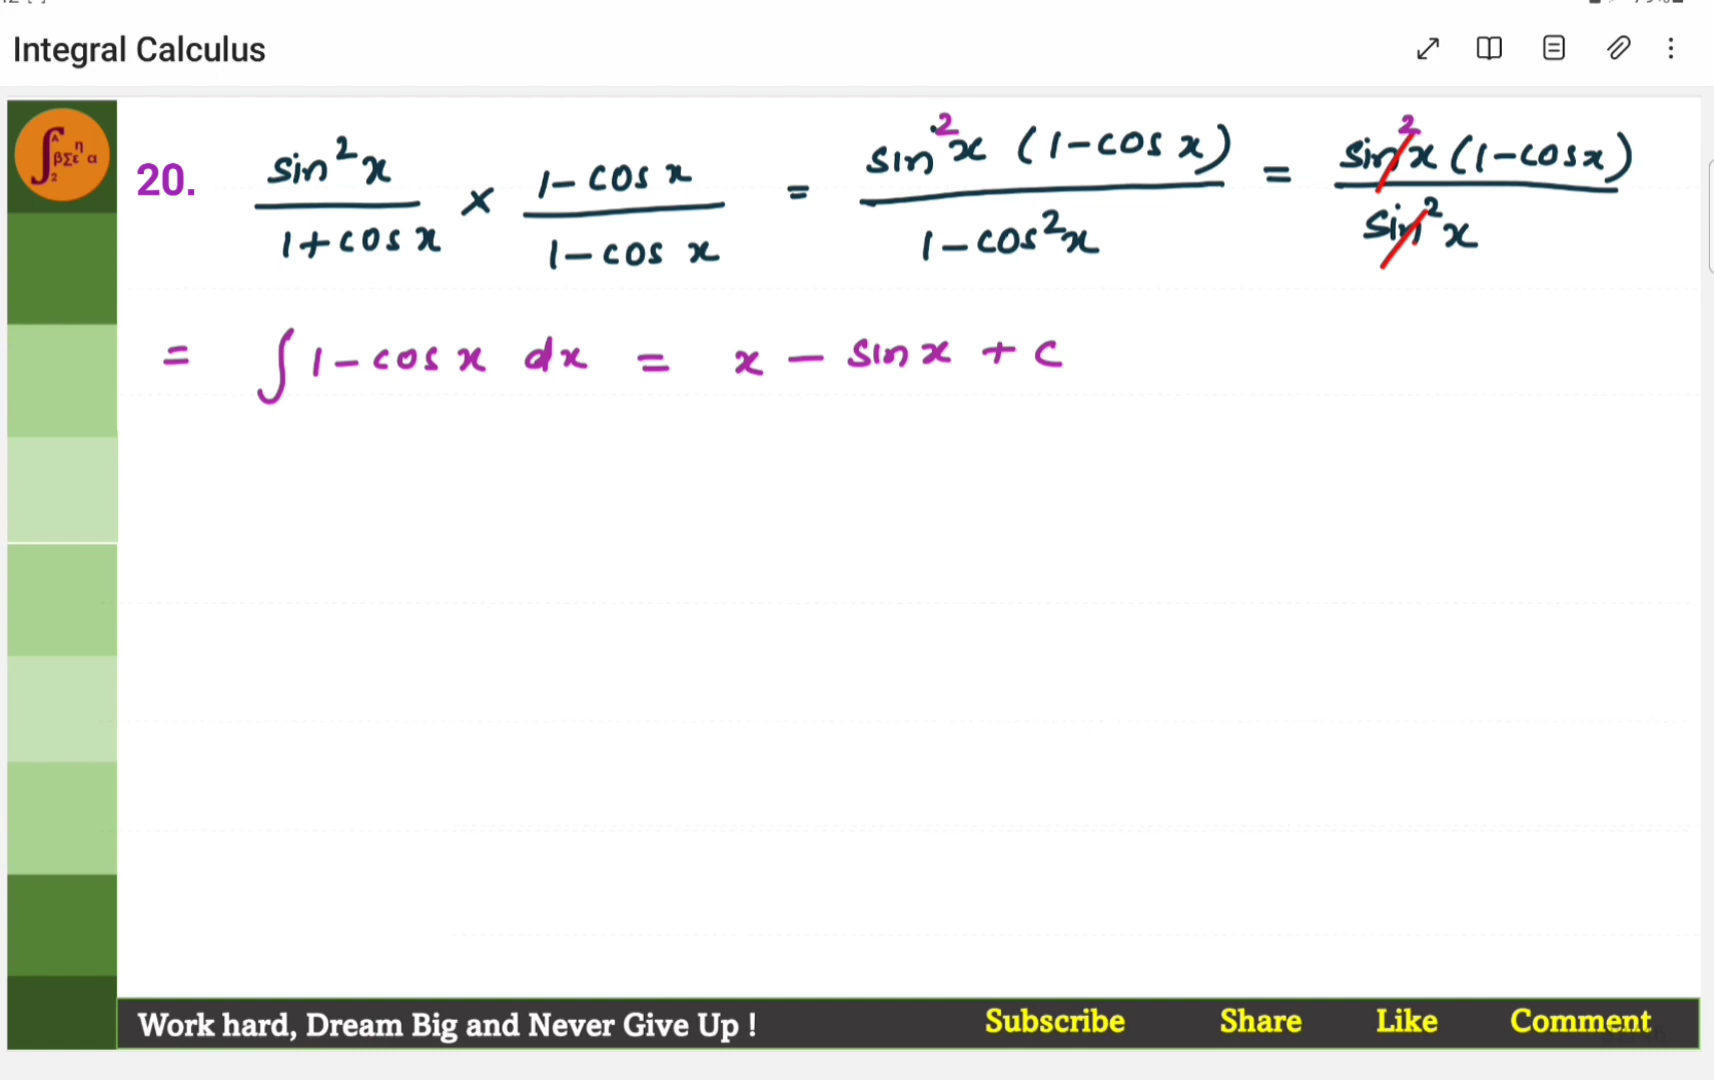 Integral Calculus
20. sin²x / 1+cos x × 1−cos x / 1−cos x = sin²x (1−cos x) / 1−cos²x = sin²x (1−cosx) / sin²x
= ∫ 1−cos x dx = x − sin x + c
Work hard, Dream Big and Never Give Up ! Subscribe Share Like Comment